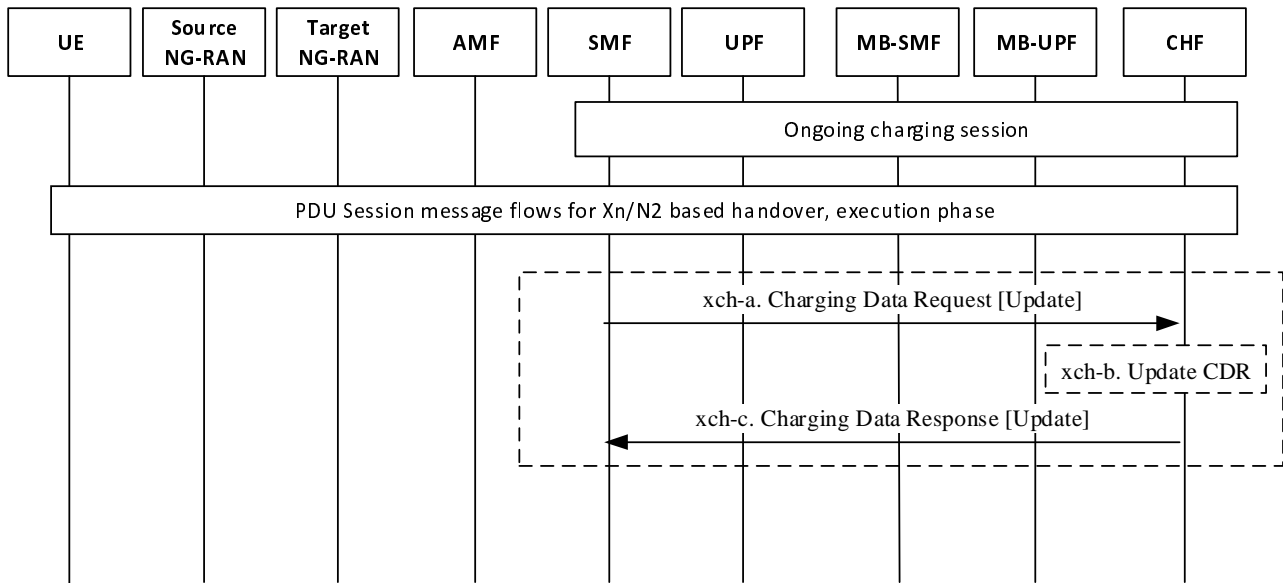 UE
Source
NG-RAN
Target
NG-RAN
AMF
SMF
UPF
MB-SMF
MB-UPF
CHF
Ongoing charging session
PDU Session message flows for Xn/N2 based handover, execution phase
xch-a. Charging Data Request [Update]
xch-b. Update CDR
xch-c. Charging Data Response [Update]